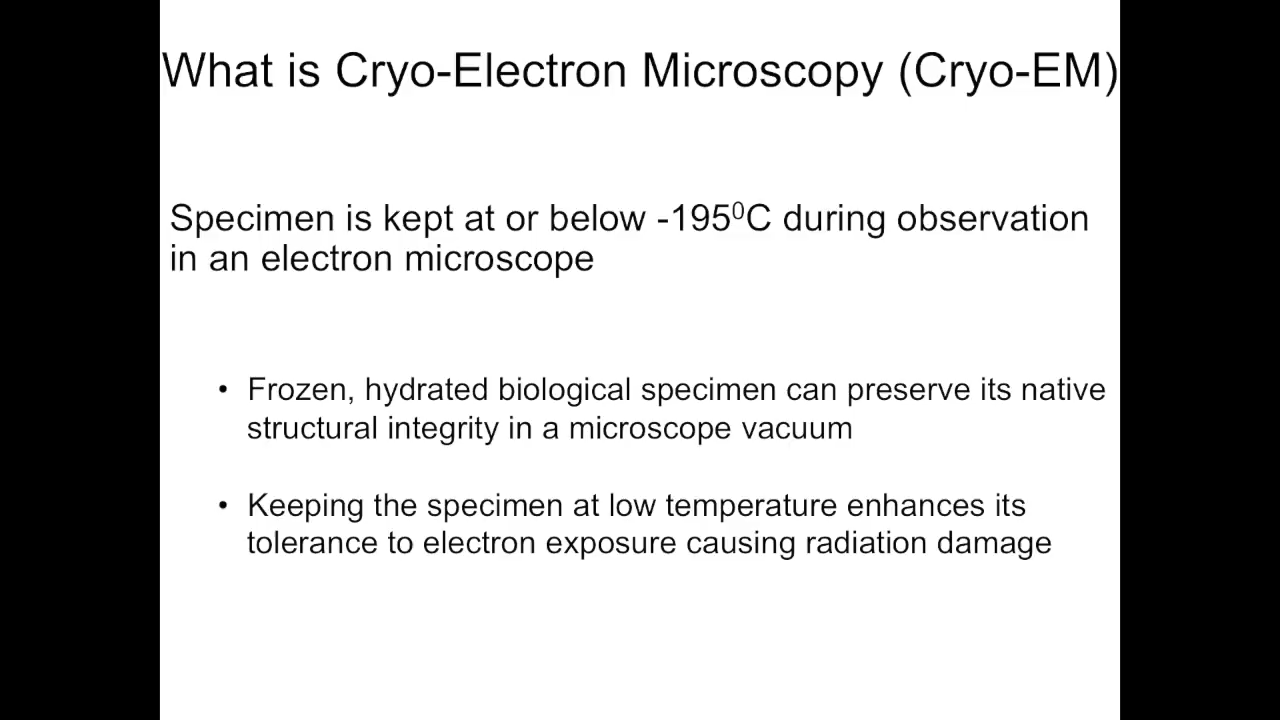 What is Cryo-Electron Microscopy (Cryo-EM)
Specimen is kept at or below -195⁰C during observation
in an electron microscope
• Frozen, hydrated biological specimen can preserve its native
structural integrity in a microscope vacuum
• Keeping the specimen at low temperature enhances its
tolerance to electron exposure causing radiation damage